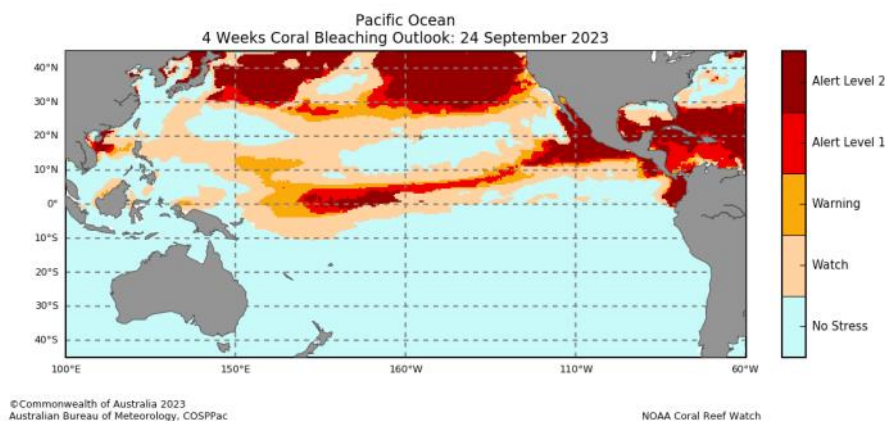 Pacific Ocean
4 Weeks Coral Bleaching Outlook: 24 September 2023
40°N
30°N
20°N
10°N
0°
10°S
20°S
30°S
40°S
100°E
150°E
160°W
110°W
60°W
Alert Level 2
Alert Level 1
Warning
Watch
No Stress
©Commonwealth of Australia 2023
Australian Bureau of Meteorology, COSPPac
NOAA Coral Reef Watch